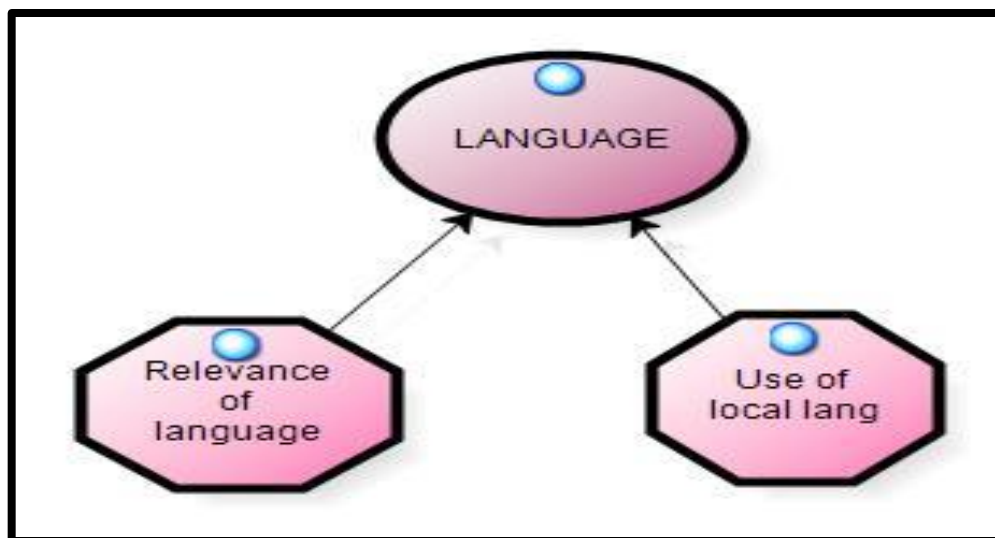 LANGUAGE
Relevance
of
language
Use of
local lang